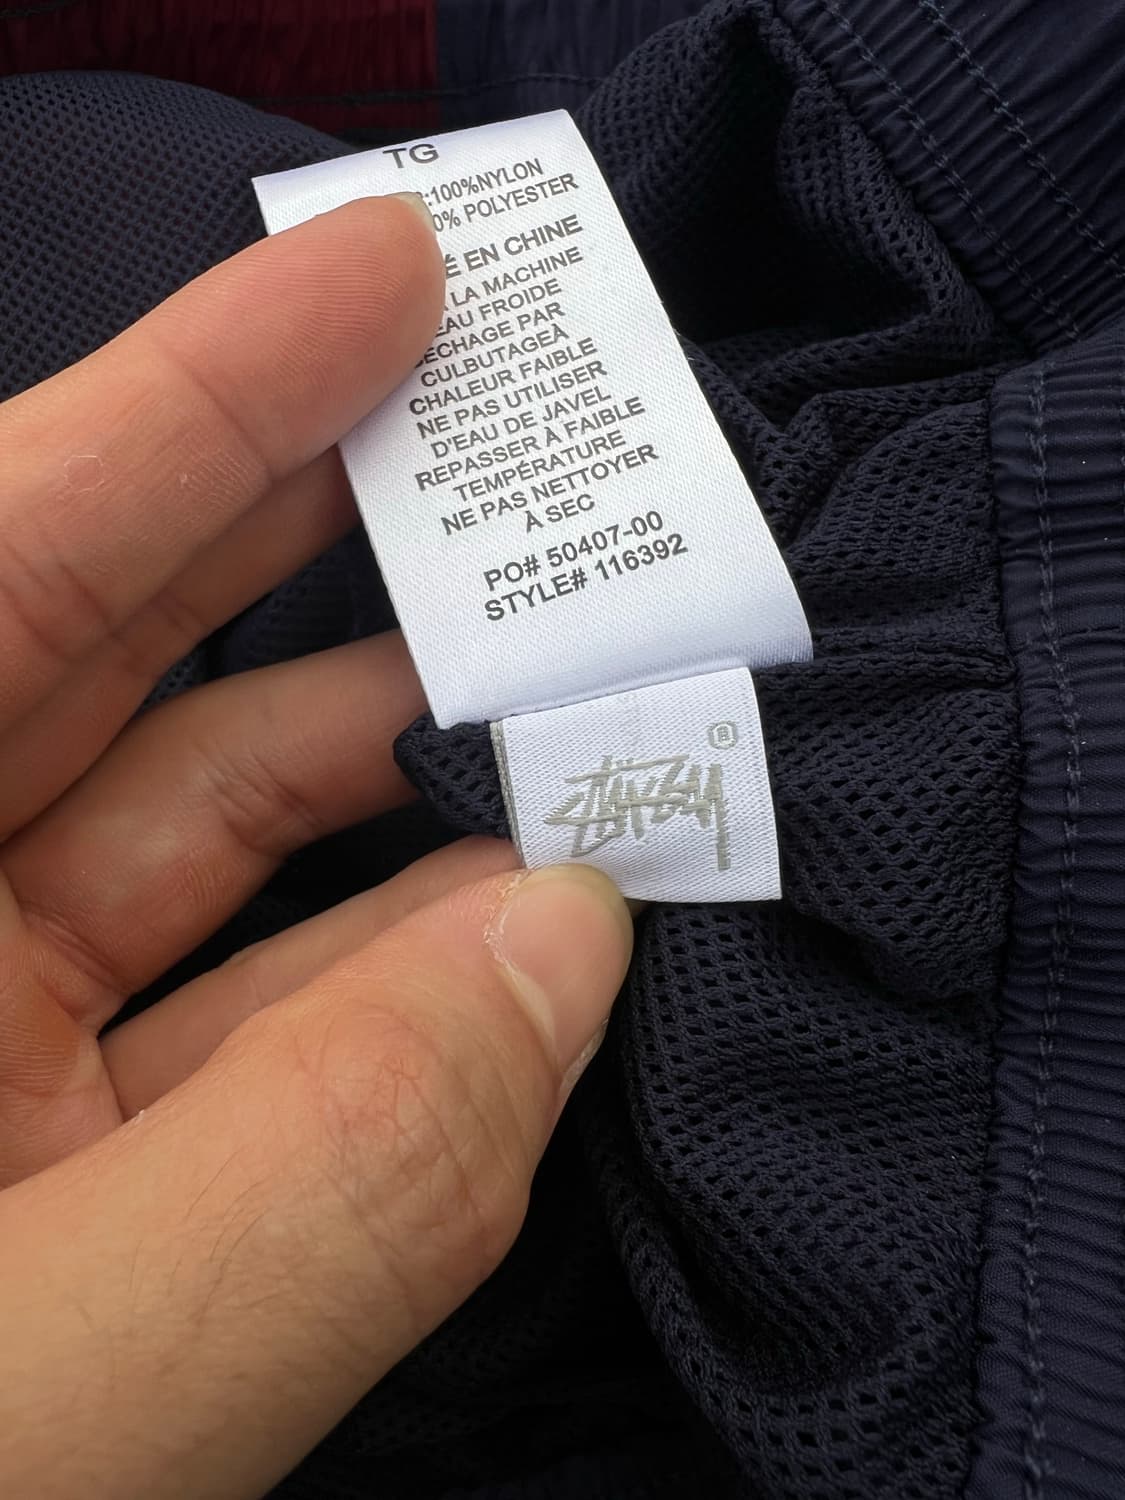 TG
:100%NYLON
0% POLYESTER
É EN CHINE
LA MACHINE
EAU FROIDE
SÉCHAGE PAR
CULBUTAGEÀ
CHALEUR FAIBLE
NE PAS UTILISER
D'EAU DE JAVEL
REPASSER À FAIBLE
TEMPÉRATURE
NE PAS NETTOYER
À SEC
PO# 50407-00
STYLE# 116392
®
STÜSSY